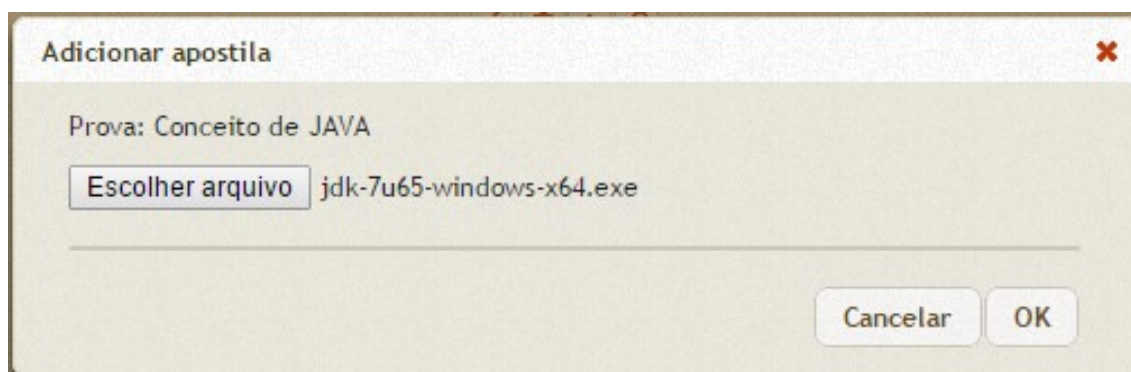 Adicionar apostila
Prova: Conceito de JAVA
Escolher arquivo jdk-7u65-windows-x64.exe
Cancelar OK